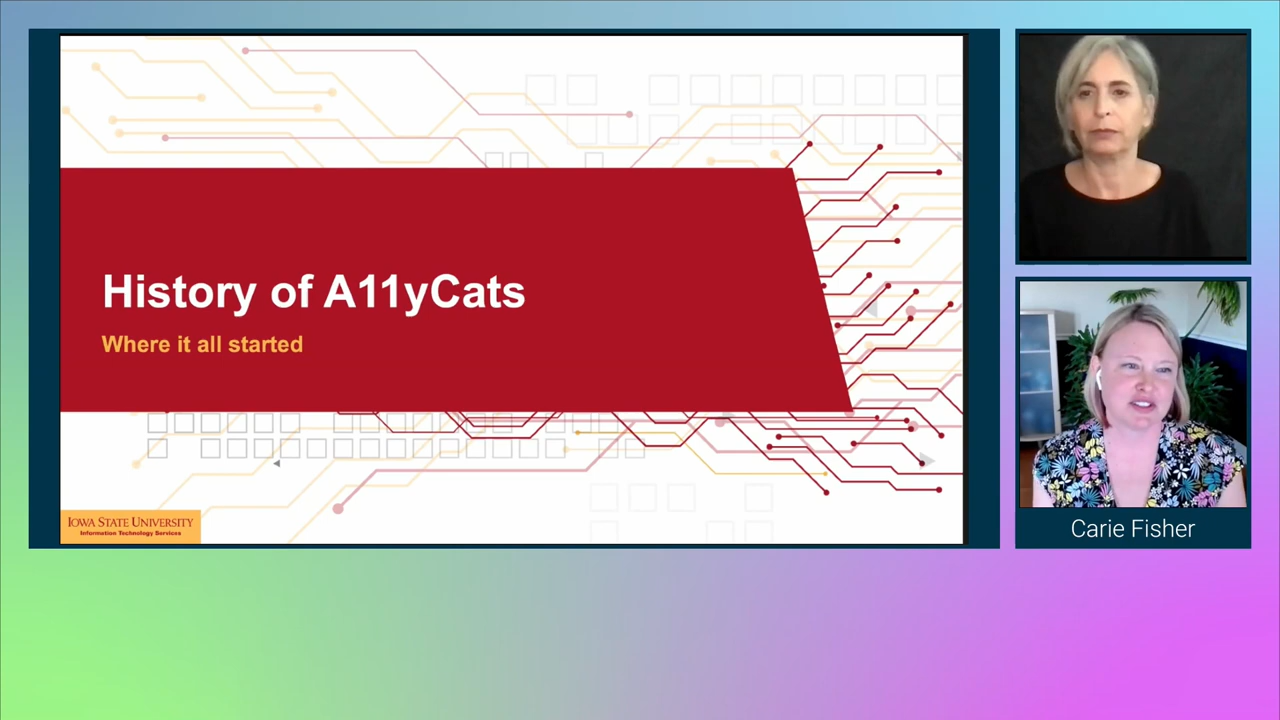 History of A11yCats
Where it all started
IOWA STATE UNIVERSITY
Information Technology Services
Carie Fisher